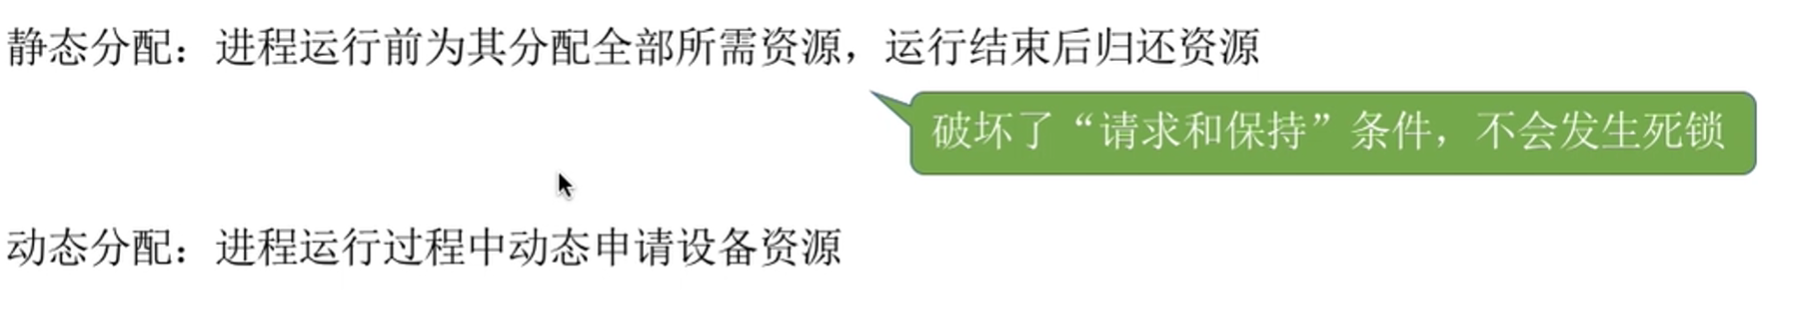 静态分配：进程运行前为其分配全部所需资源，运行结束后归还资源
破坏了“请求和保持”条件，不会发生死锁
动态分配：进程运行过程中动态申请设备资源